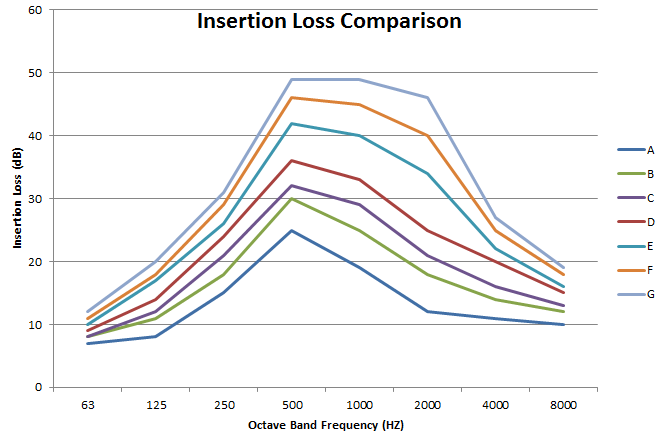 Insertion Loss Comparison
60
50
40
30
20
10
0
Insertion Loss (dB)
63 125 250 500 1000 2000 4000 8000
Octave Band Frequency (HZ)
A
B
C
D
E
F
G